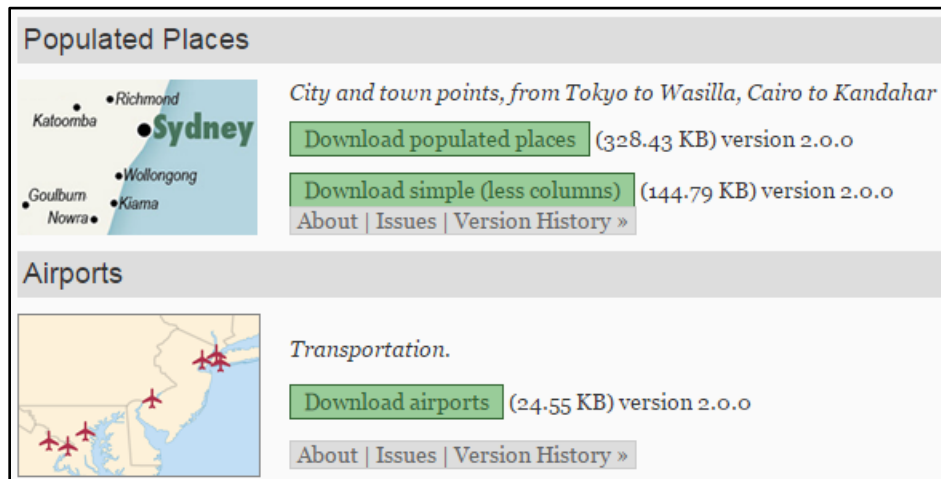 Populated Places
Richmond
Katoomba
Sydney
Wollongong
Goulburn
Kiama
Nowra
City and town points, from Tokyo to Wasilla, Cairo to Kandahar
Download populated places (328.43 KB) version 2.0.0
Download simple (less columns) (144.79 KB) version 2.0.0
About | Issues | Version History »
Airports
Transportation.
Download airports (24.55 KB) version 2.0.0
About | Issues | Version History »